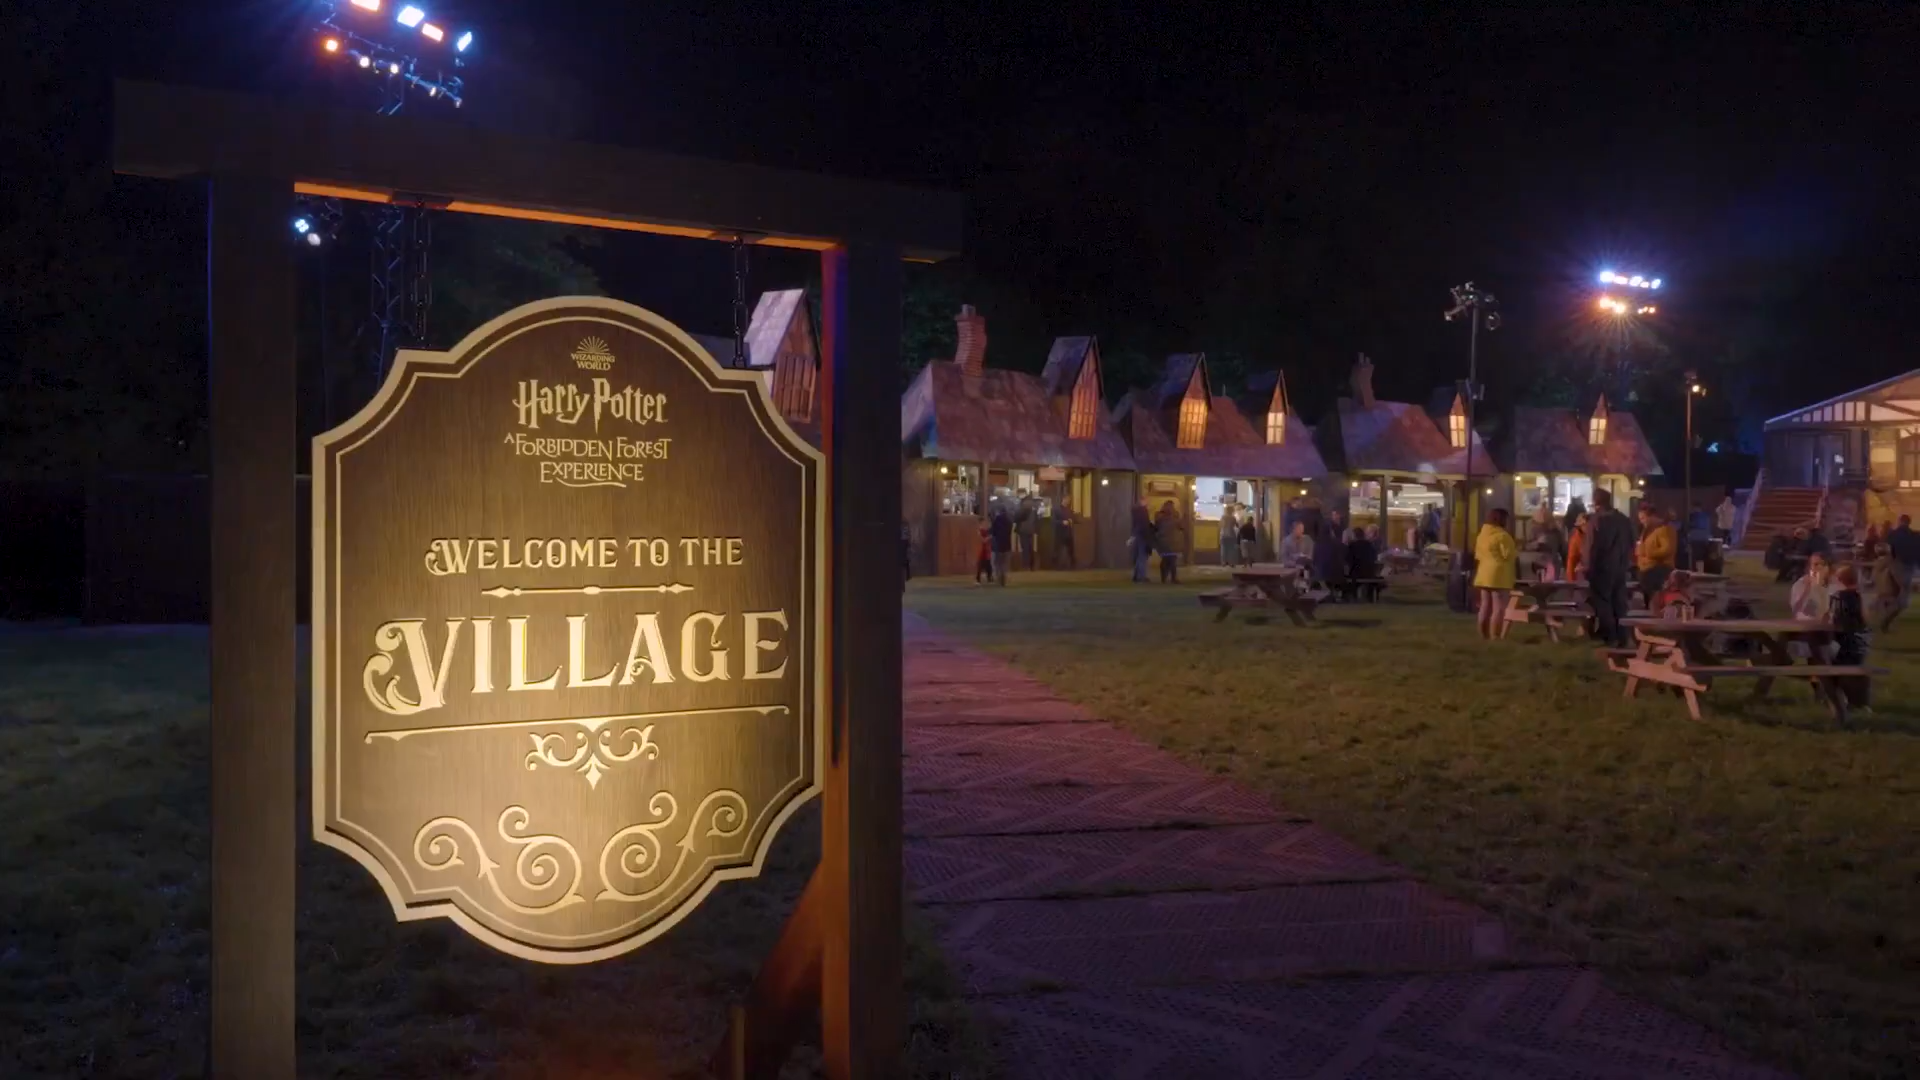 WIZARDING
WORLD
Harry Potter
A FORBIDDEN FOREST
EXPERIENCE
WELCOME TO THE
VILLAGE